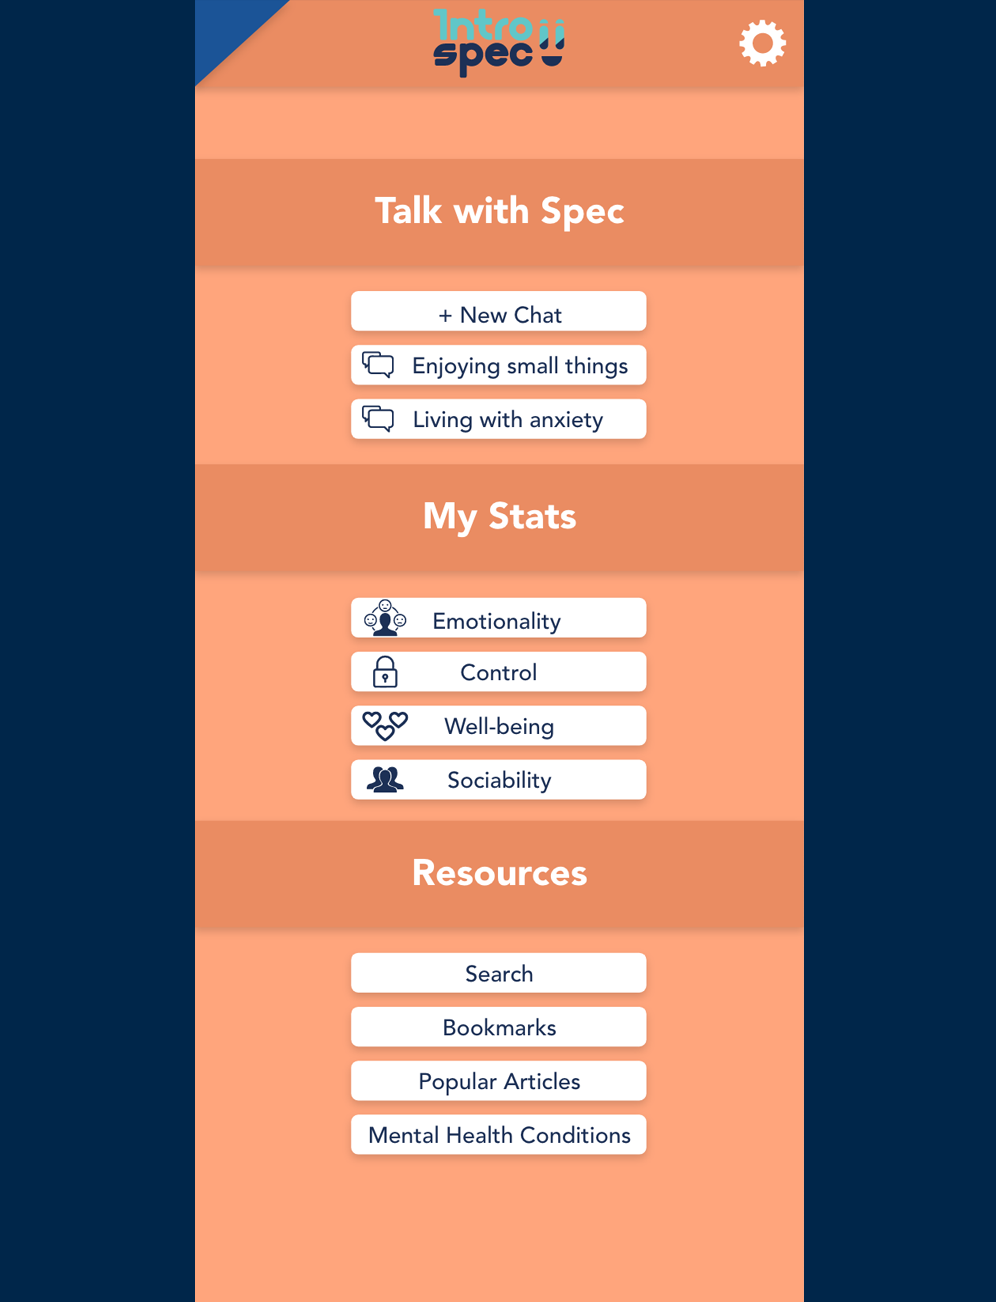 Intro
spec
Talk with Spec
+ New Chat
Enjoying small things
Living with anxiety
My Stats
Emotionality
Control
Well-being
Sociability
Resources
Search
Bookmarks
Popular Articles
Mental Health Conditions